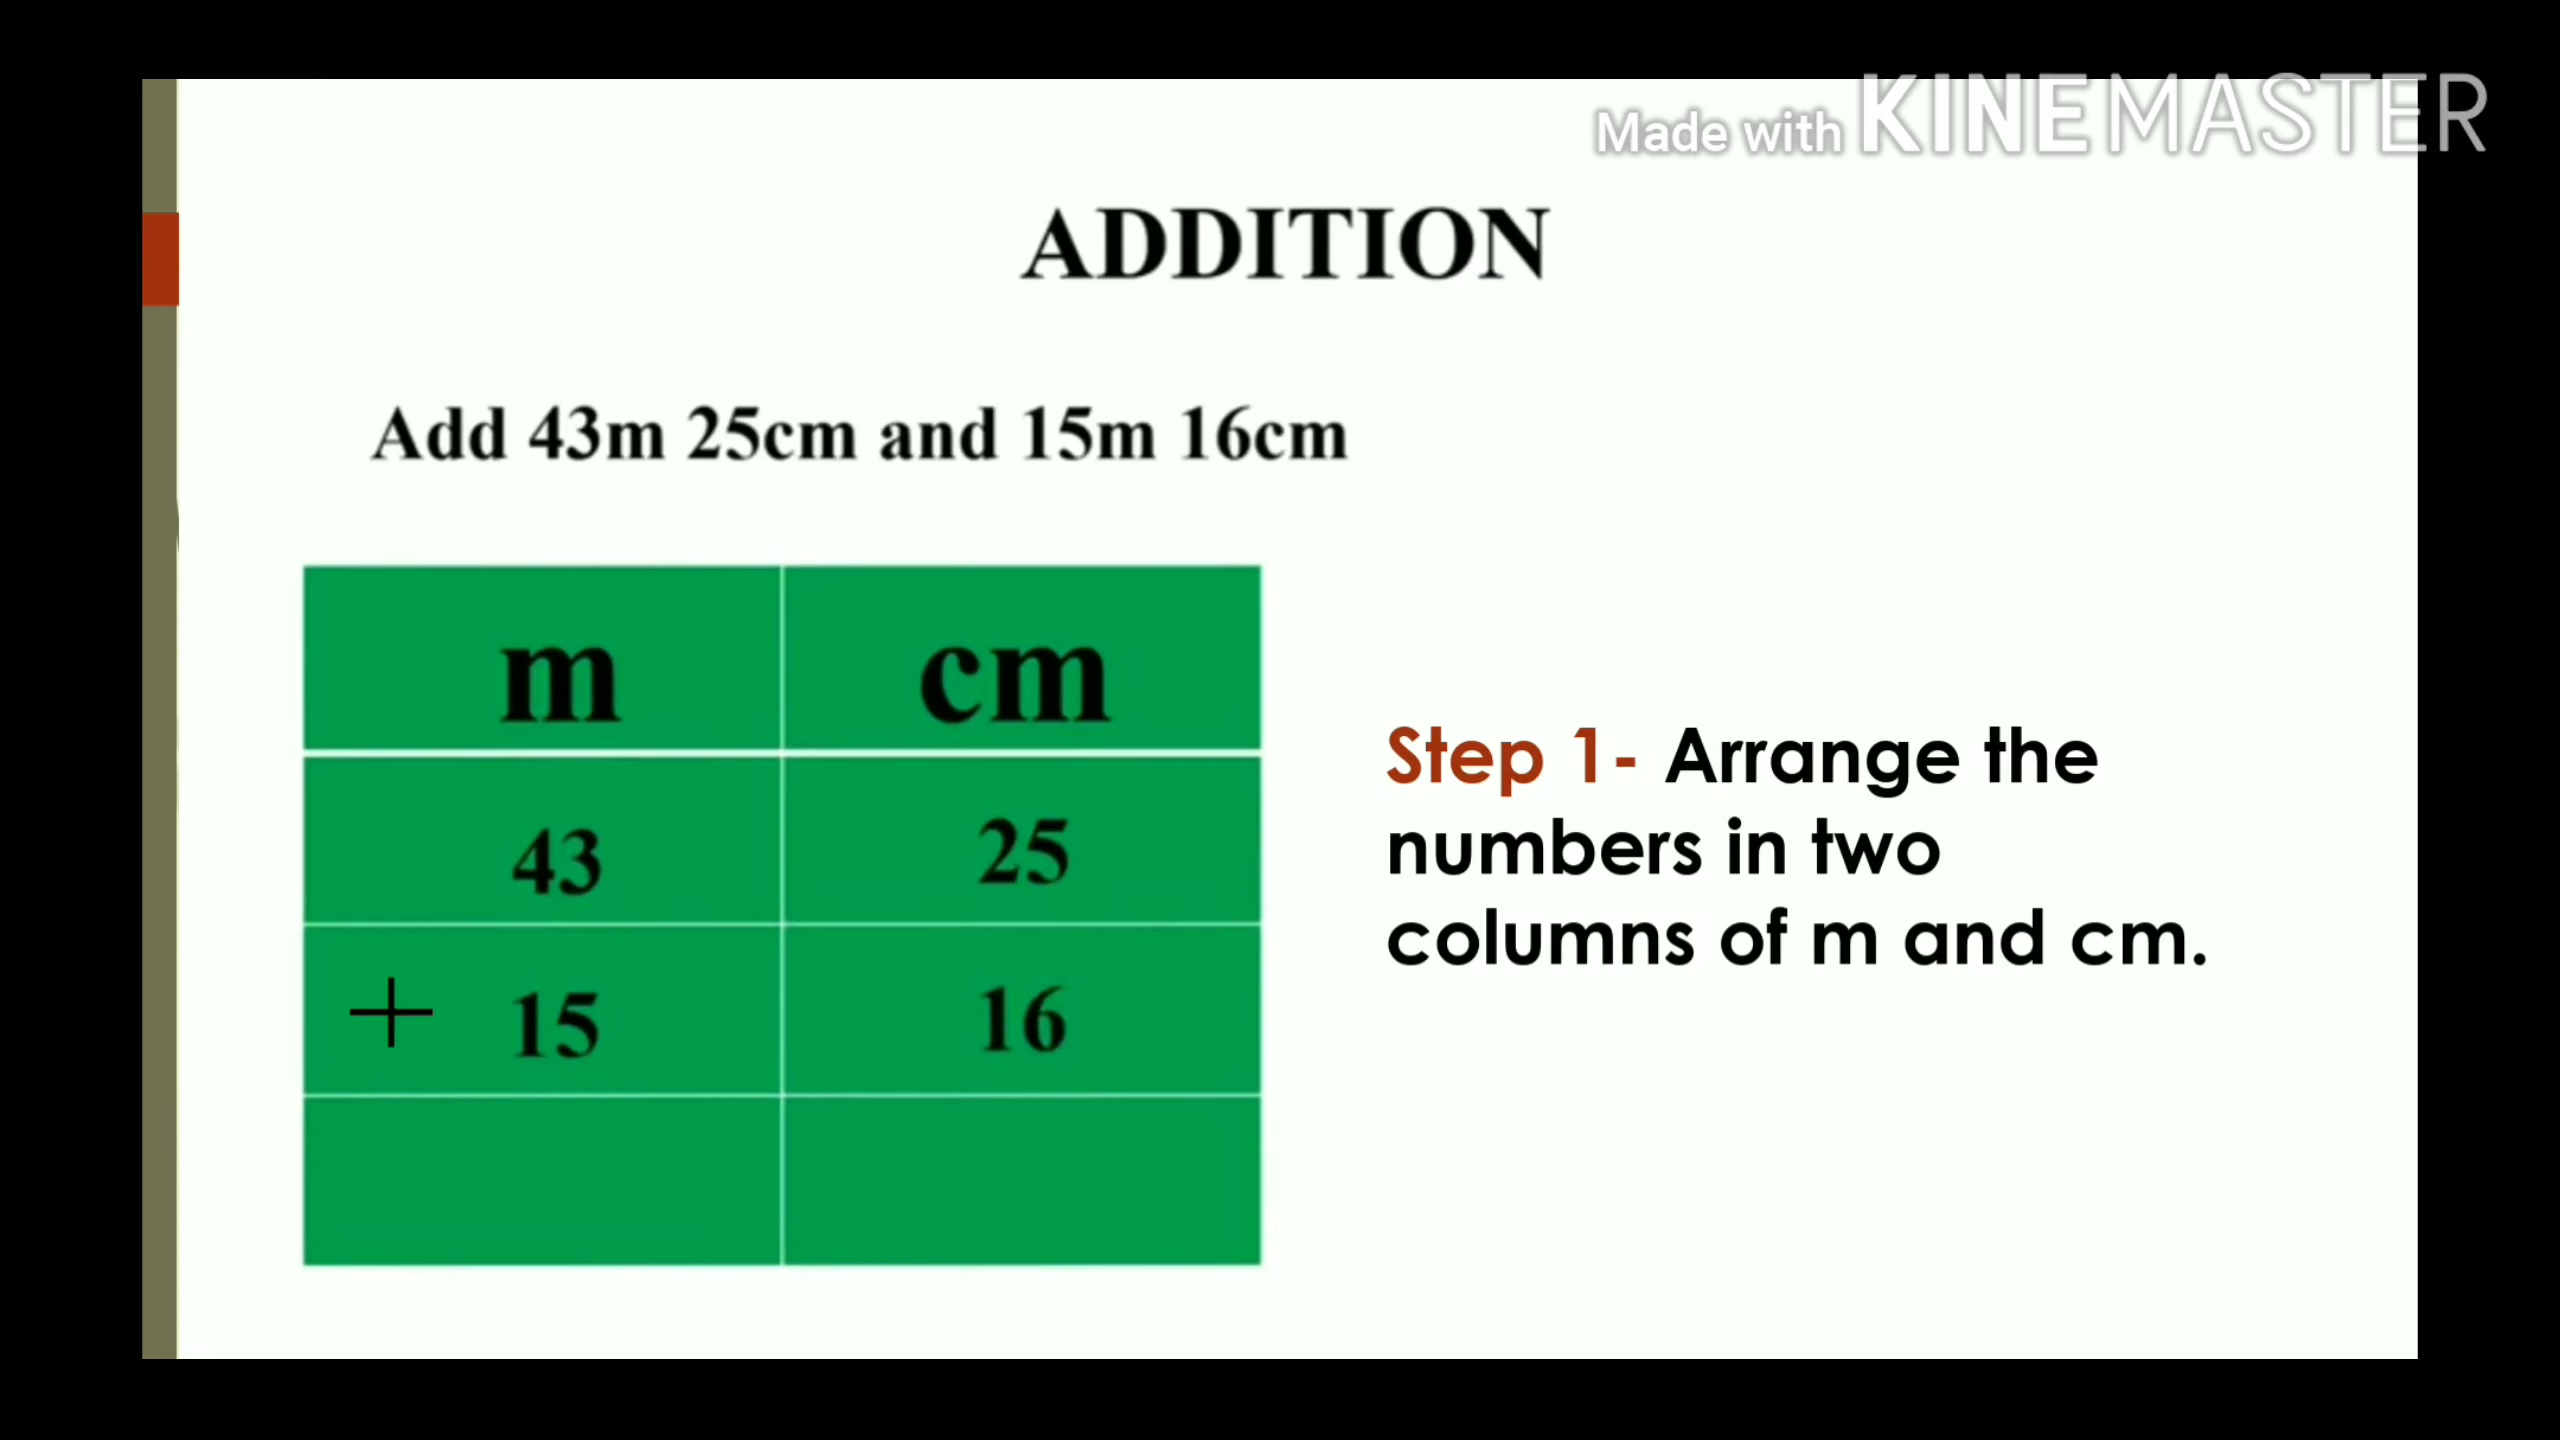 Made with KINEMASTER
ADDITION
Add 43m 25cm and 15m 16cm
m cm
43 25
+ 15 16
Step 1- Arrange the
numbers in two
columns of m and cm.